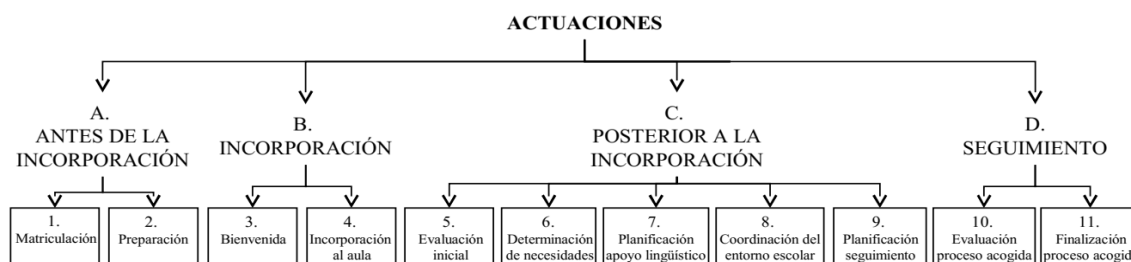 ACTUACIONES
A.
ANTES DE LA
INCORPORACIÓN
B.
INCORPORACIÓN
C.
POSTERIOR A LA
INCORPORACIÓN
D.
SEGUIMIENTO
1.
Matriculación
2.
Preparación
3.
Bienvenida
4.
Incorporación
al aula
5.
Evaluación
inicial
6.
Determinación
de necesidades
7.
Planificación
apoyo lingüístico
8.
Coordinación del
entorno escolar
9.
Planificación
seguimiento
10.
Evaluación
proceso acogida
11.
Finalización
proceso acogida